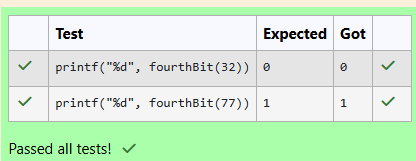 Test Expected Got
printf("%d", fourthBit(32)) 0 0
printf("%d", fourthBit(77)) 1 1
Passed all tests!